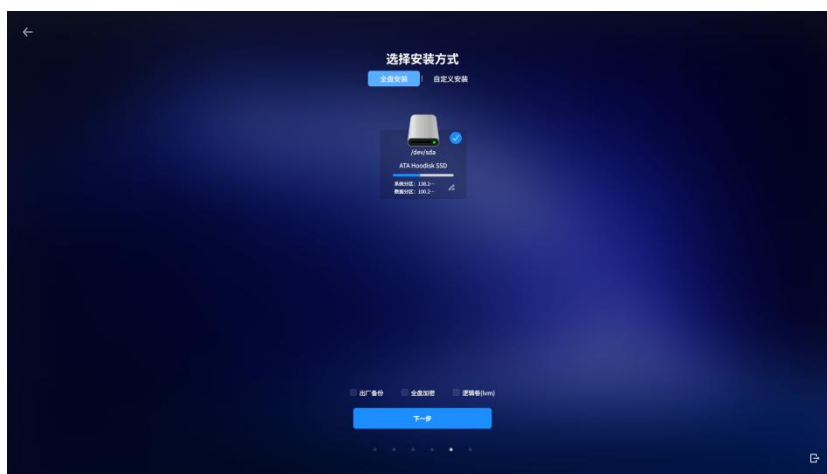 选择安装方式
全盘安装 | 自定义安装
/dev/sda
ATA Hoodisk SSD
系统分区: 138.2···
数据分区: 100.2···
出厂备份 全盘加密 逻辑卷(lvm)
下一步